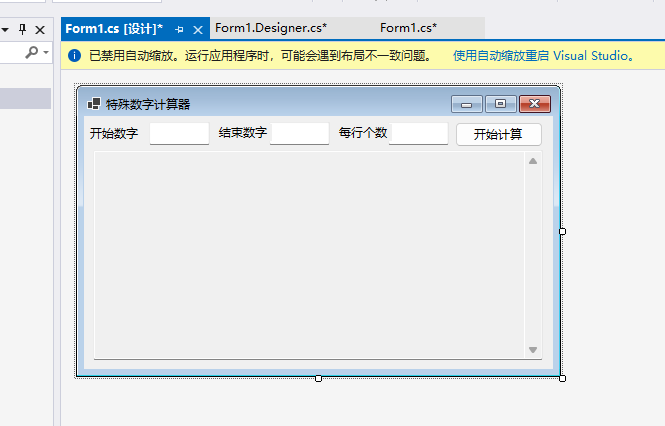 Form1.cs [设计]* Form1.Designer.cs* Form1.cs*
已禁用自动缩放。运行应用程序时，可能会遇到布局不一致问题。 使用自动缩放重启 Visual Studio。
特殊数字计算器
开始数字 结束数字 每行个数 开始计算